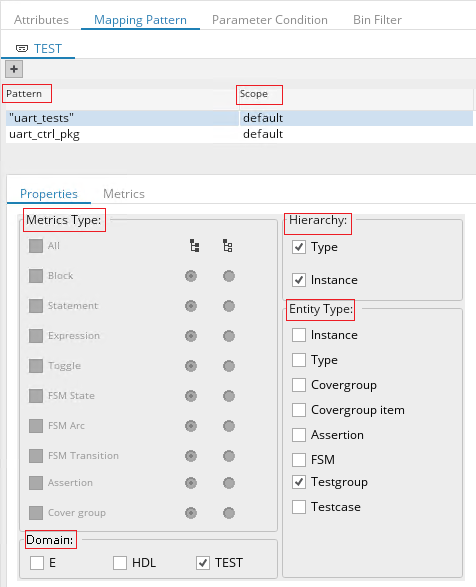 Attributes Mapping Pattern Parameter Condition Bin Filter
TEST
+
Pattern Scope
"uart_tests" default
uart_ctrl_pkg default
Properties Metrics
Metrics Type:
All
Block
Statement
Expression
Toggle
FSM State
FSM Arc
FSM Transition
Assertion
Cover group
Domain:
E HDL TEST
Hierarchy:
Type
Instance
Entity Type:
Instance
Type
Covergroup
Covergroup item
Assertion
FSM
Testgroup
Testcase